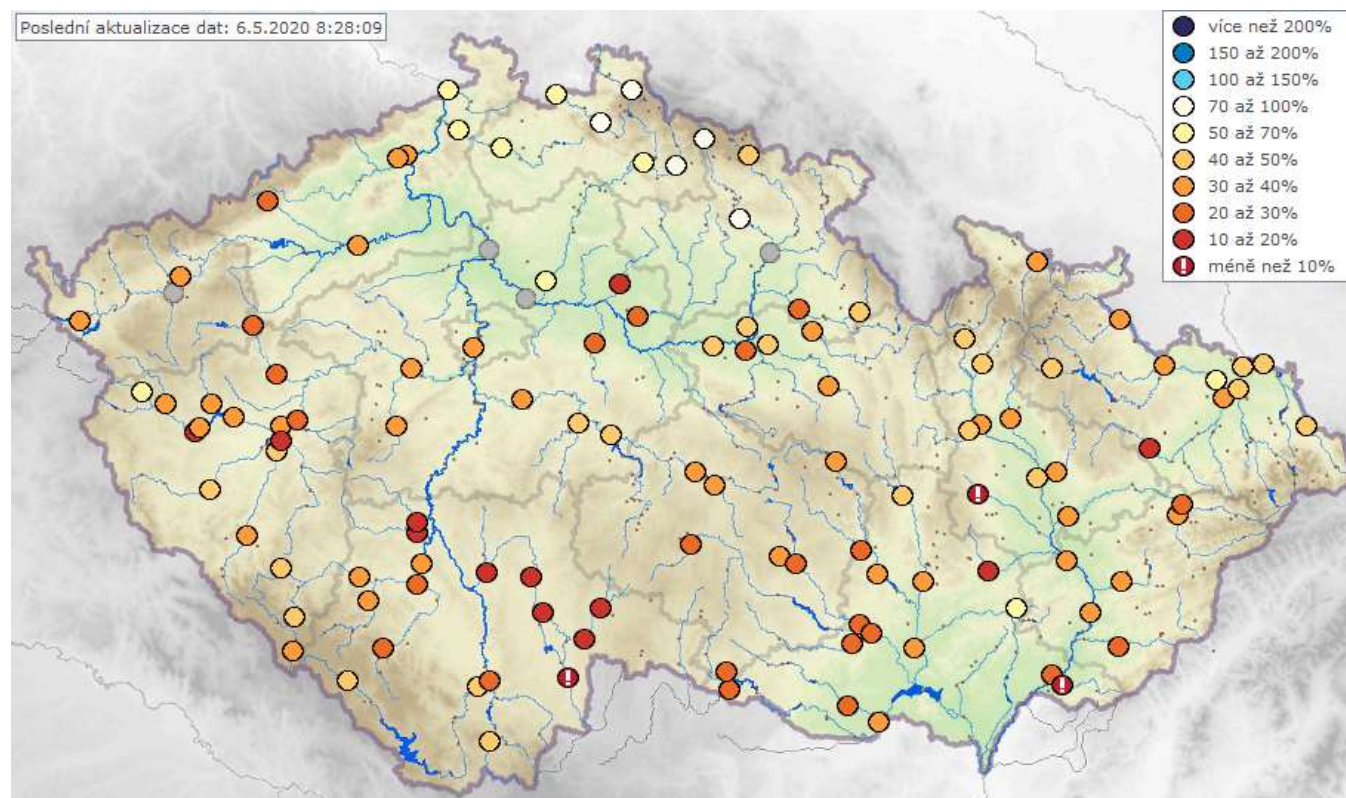 Poslední aktualizace dat: 6.5.2020 8:28:09
více než 200%
150 až 200%
100 až 150%
70 až 100%
50 až 70%
40 až 50%
30 až 40%
20 až 30%
10 až 20%
méně než 10%